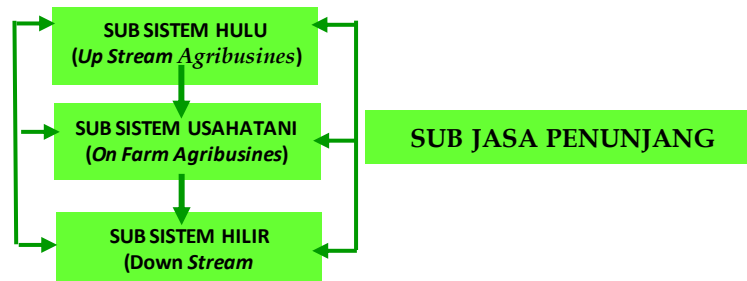 SUB SISTEM HULU
(Up Stream Agribusines)
SUB SISTEM USAHATANI
(On Farm Agribusines)
SUB JASA PENUNJANG
SUB SISTEM HILIR
(Down Stream